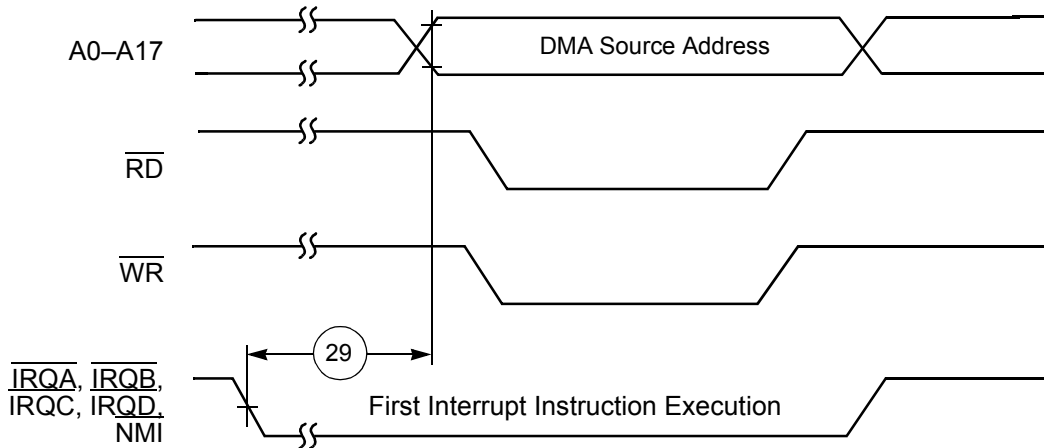 A0–A17
DMA Source Address
RD
WR
29
IRQA, IRQB,
IRQC, IRQD,
NMI
First Interrupt Instruction Execution